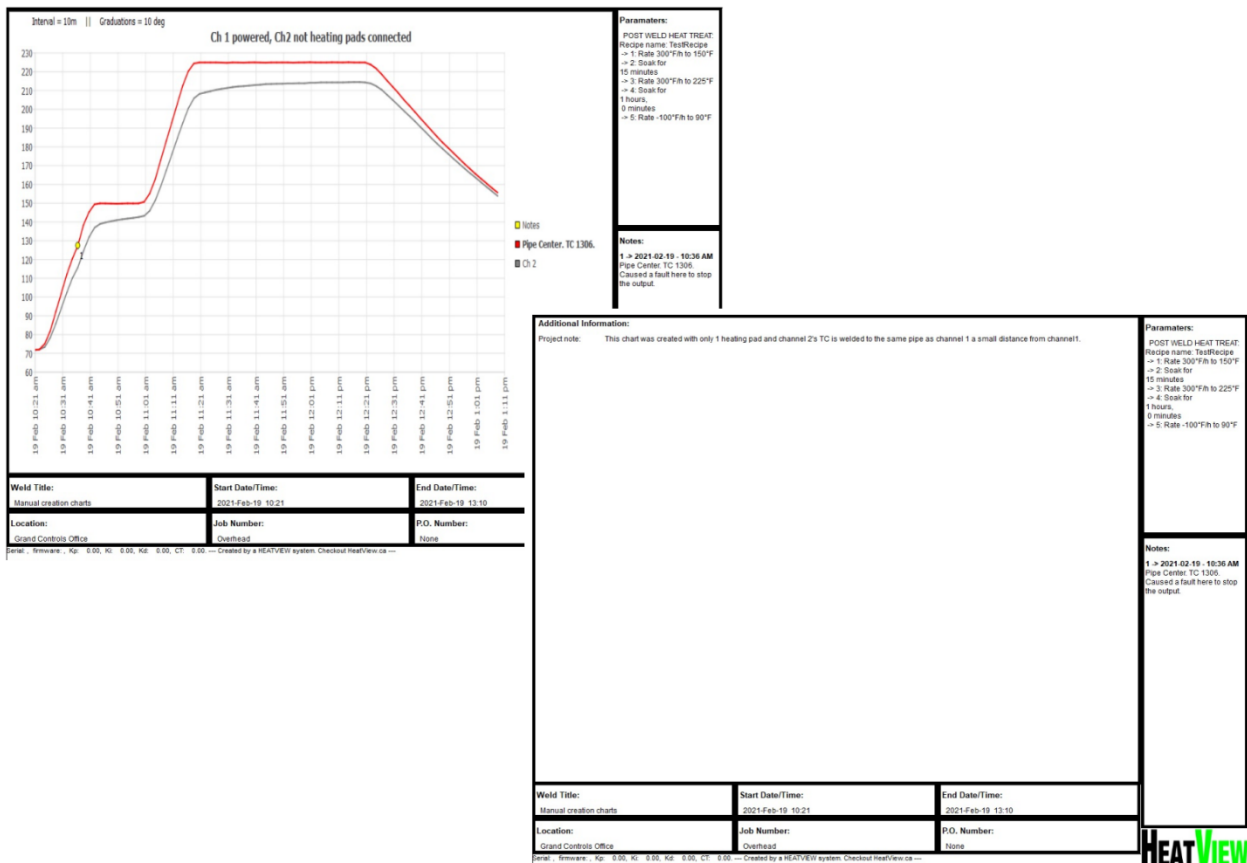 Interval = 10m || Graduations = 10 deg
Ch 1 powered, Ch2 not heating pads connected
230
220
210
200
190
180
170
160
150
140
130
120
110
100
90
80
70
60
1
19 Feb 10:21 am
19 Feb 10:31 am
19 Feb 10:41 am
19 Feb 10:51 am
19 Feb 11:01 am
19 Feb 11:11 am
19 Feb 11:21 am
19 Feb 11:31 am
19 Feb 11:41 am
19 Feb 11:51 am
19 Feb 12:01 pm
19 Feb 12:11 pm
19 Feb 12:21 pm
19 Feb 12:31 pm
19 Feb 12:41 pm
19 Feb 12:51 pm
19 Feb 1:01 pm
19 Feb 1:11 pm
Notes
Pipe Center. TC 1306.
Ch 2
Paramaters:
POST WELD HEAT TREAT:
Recipe name: TestRecipe
-> 1: Rate 300°F/h to 150°F
-> 2: Soak for
15 minutes
-> 3: Rate 300°F/h to 225°F
-> 4: Soak for
1 hours,
0 minutes
-> 5: Rate -100°F/h to 90°F
Notes:
1 -> 2021-02-19 - 10:36 AM
Pipe Center. TC 1306.
Caused a fault here to stop
the output.
Weld Title:
Manual creation charts
Start Date/Time:
2021-Feb-19 10:21
End Date/Time:
2021-Feb-19 13:10
Location:
Grand Controls Office
Job Number:
Overhead
P.O. Number:
None
Serial: , firmware: , Kp: 0.00, Ki: 0.00, Kd: 0.00, CT: 0.00. --- Created by a HEATVIEW system. Checkout HeatView.ca ---
Additional Information:
Project note: This chart was created with only 1 heating pad and channel 2's TC is welded to the same pipe as channel 1 a small distance from channel1.
Paramaters:
POST WELD HEAT TREAT:
Recipe name: TestRecipe
-> 1: Rate 300°F/h to 150°F
-> 2: Soak for
15 minutes
-> 3: Rate 300°F/h to 225°F
-> 4: Soak for
1 hours,
0 minutes
-> 5: Rate -100°F/h to 90°F
Notes:
1 -> 2021-02-19 - 10:36 AM
Pipe Center. TC 1306.
Caused a fault here to stop
the output.
Weld Title:
Manual creation charts
Start Date/Time:
2021-Feb-19 10:21
End Date/Time:
2021-Feb-19 13:10
Location:
Grand Controls Office
Job Number:
Overhead
P.O. Number:
None
Serial: , firmware: , Kp: 0.00, Ki: 0.00, Kd: 0.00, CT: 0.00. --- Created by a HEATVIEW system. Checkout HeatView.ca ---
HEATVIEW